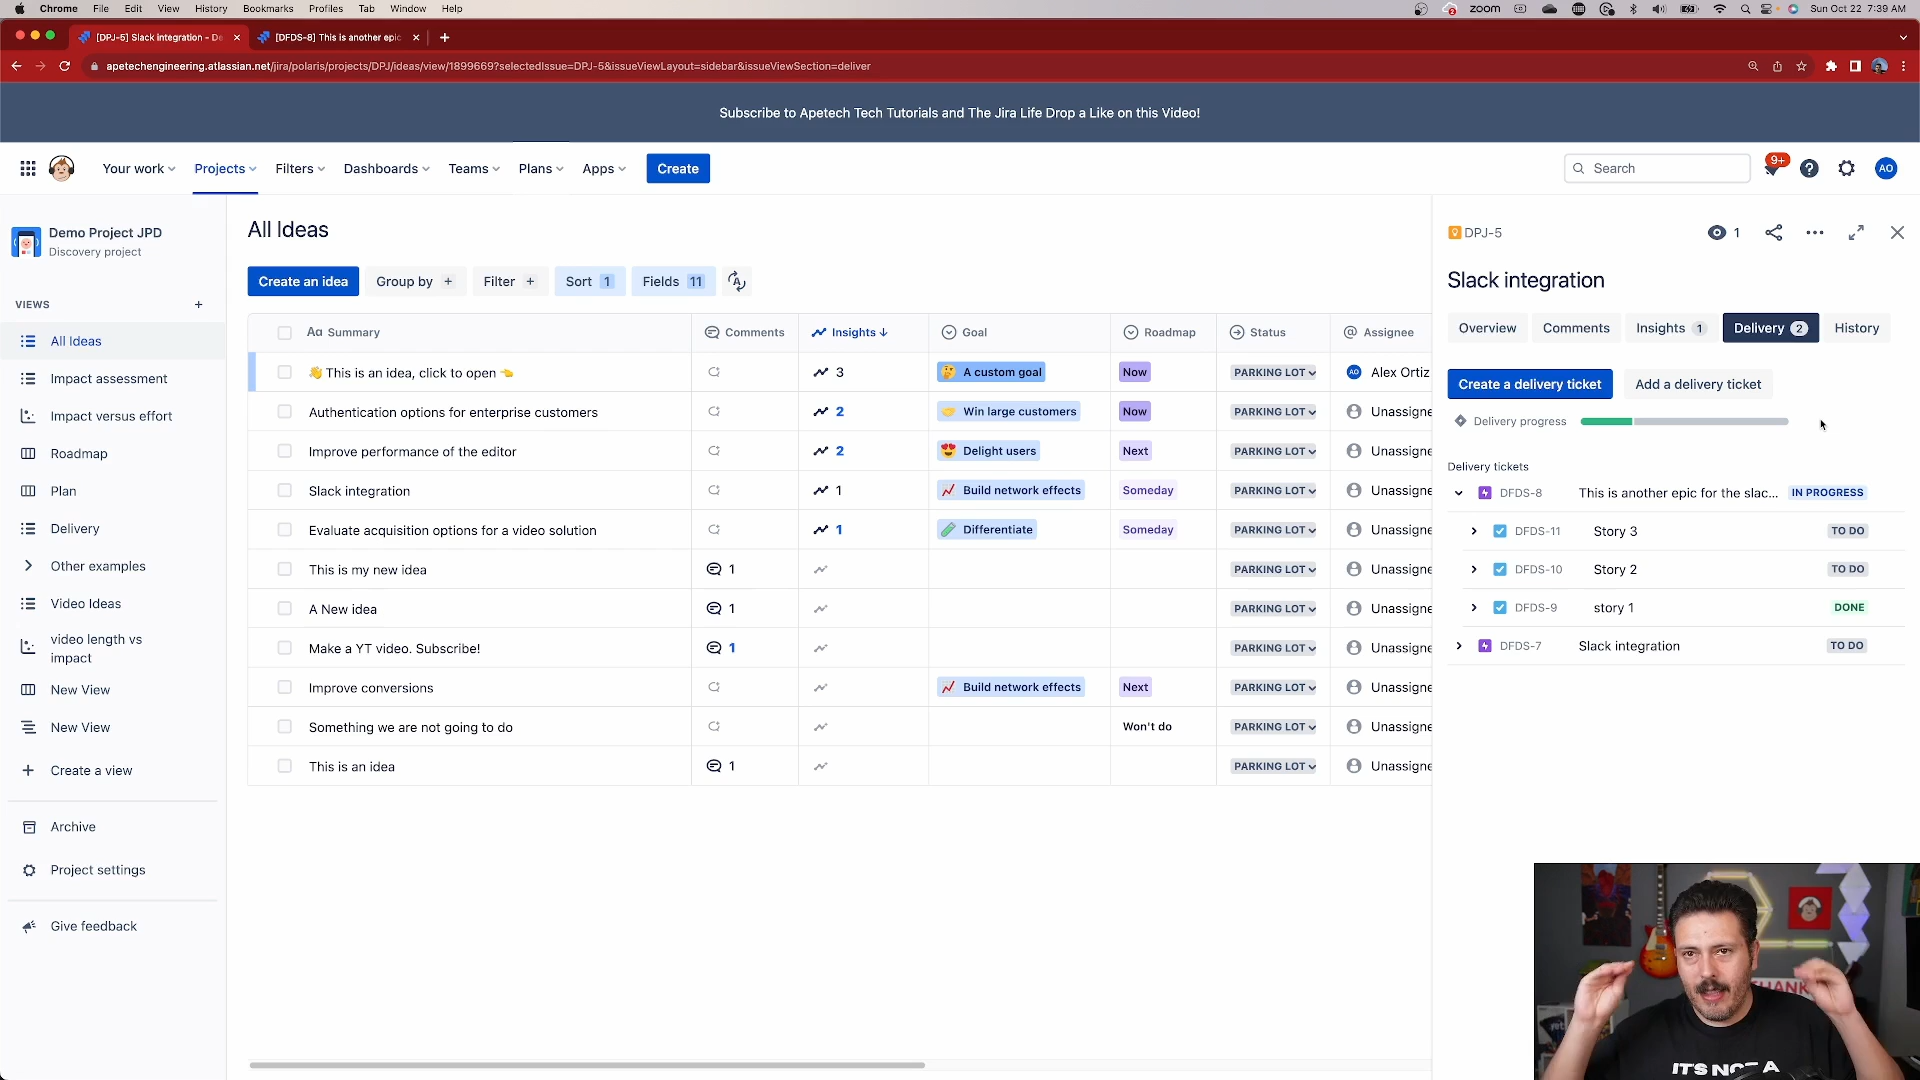 Chrome File Edit View History Bookmarks Profiles Tab Window Help
2 zoom Sun Oct 22 7:39 AM
[DPJ-5] Slack integration - De
[DFDS-8] This is another epic
apetechengineering.atlassian.net/jira/polaris/projects/DPJ/ideas/view/1899669?selectedIssue=DPJ-5&issueViewLayout=sidebar&issueViewSection=deliver
Subscribe to Apetech Tech Tutorials and The Jira Life Drop a Like on this Video!
Your work Projects Filters Dashboards Teams Plans Apps Create Search 9+ AO
Demo Project JPD
Discovery project
VIEWS
All Ideas
Impact assessment
Impact versus effort
Roadmap
Plan
Delivery
Other examples
Video Ideas
video length vs
impact
New View
New View
Create a view
Archive
Project settings
Give feedback
All Ideas
Create an idea Group by + Filter + Sort 1 Fields 11
Aa Summary Comments Insights Goal Roadmap Status Assignee
👋 This is an idea, click to open 👈 3 🤔 A custom goal Now PARKING LOT AO Alex Ortiz
Authentication options for enterprise customers 2 Win large customers Now PARKING LOT Unassigne
Improve performance of the editor 2 😍 Delight users Next PARKING LOT Unassigne
Slack integration 1 📈 Build network effects Someday PARKING LOT Unassigne
Evaluate acquisition options for a video solution 1 🧪 Differentiate Someday PARKING LOT Unassigne
This is my new idea 1 PARKING LOT Unassigne
A New idea 1 PARKING LOT Unassigne
Make a YT video. Subscribe! 1 PARKING LOT Unassigne
Improve conversions 📈 Build network effects Next PARKING LOT Unassigne
Something we are not going to do Won't do PARKING LOT Unassigne
This is an idea 1 PARKING LOT Unassigne
DPJ-5 1
Slack integration
Overview Comments Insights 1 Delivery 2 History
Create a delivery ticket Add a delivery ticket
Delivery progress
Delivery tickets
DFDS-8 This is another epic for the slac... IN PROGRESS
DFDS-11 Story 3 TO DO
DFDS-10 Story 2 TO DO
DFDS-9 story 1 DONE
DFDS-7 Slack integration TO DO
IT'S NOT A